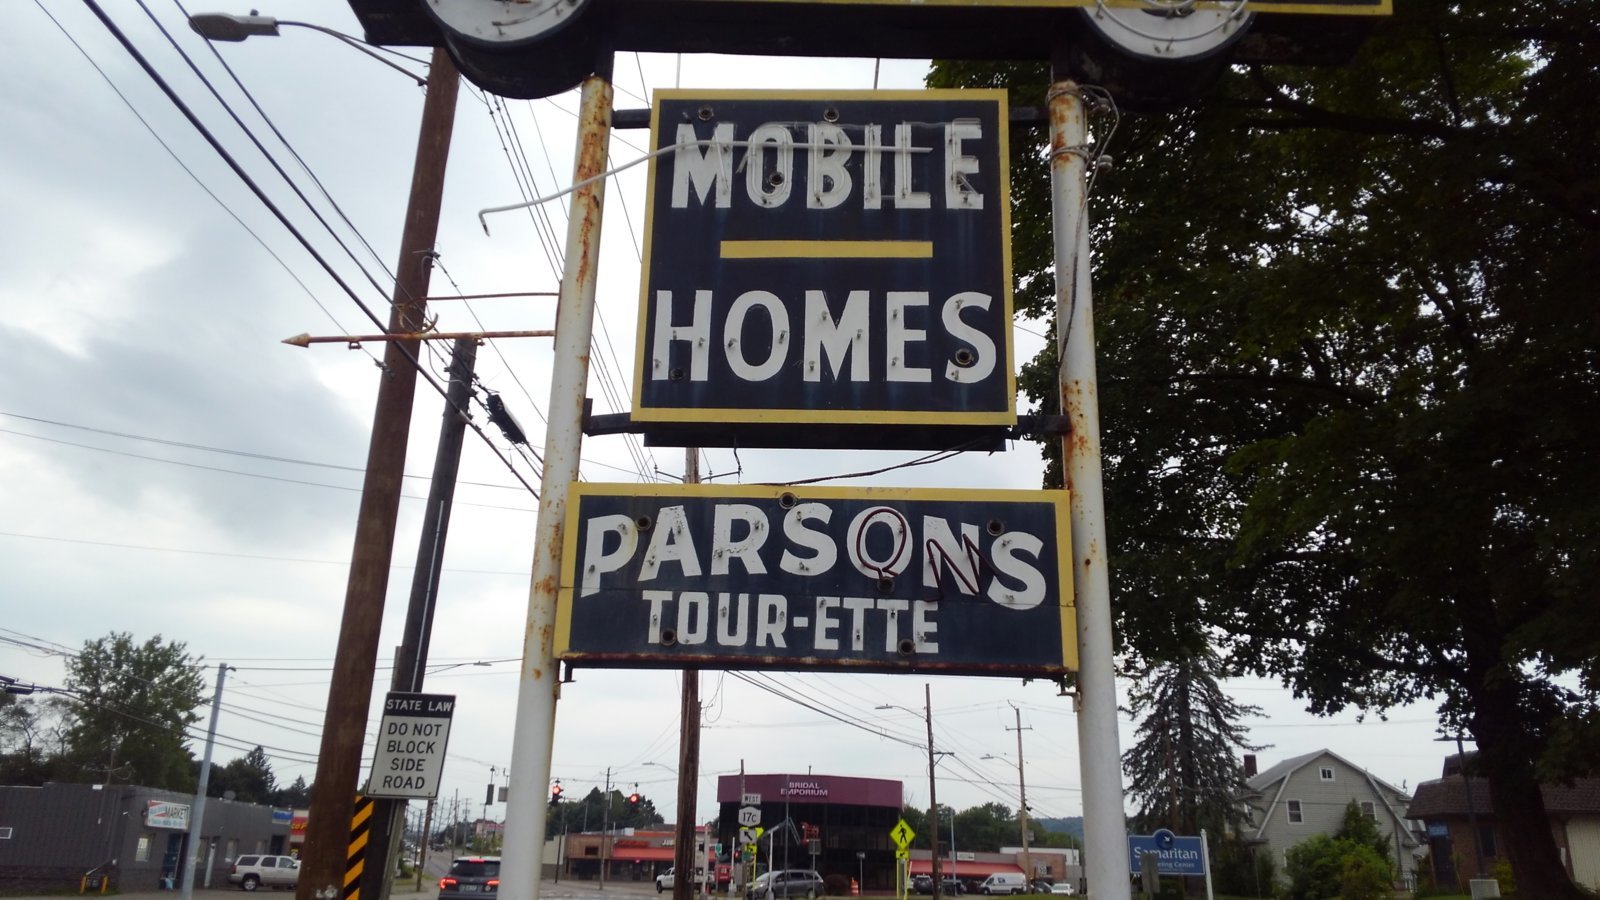 MOBILE
HOMES
PARSONS
TOUR-ETTE
STATE LAW
DO NOT
BLOCK
SIDE
ROAD
BRIDAL
EMPORIUM
WEST
17C
MARKET
Samaritan